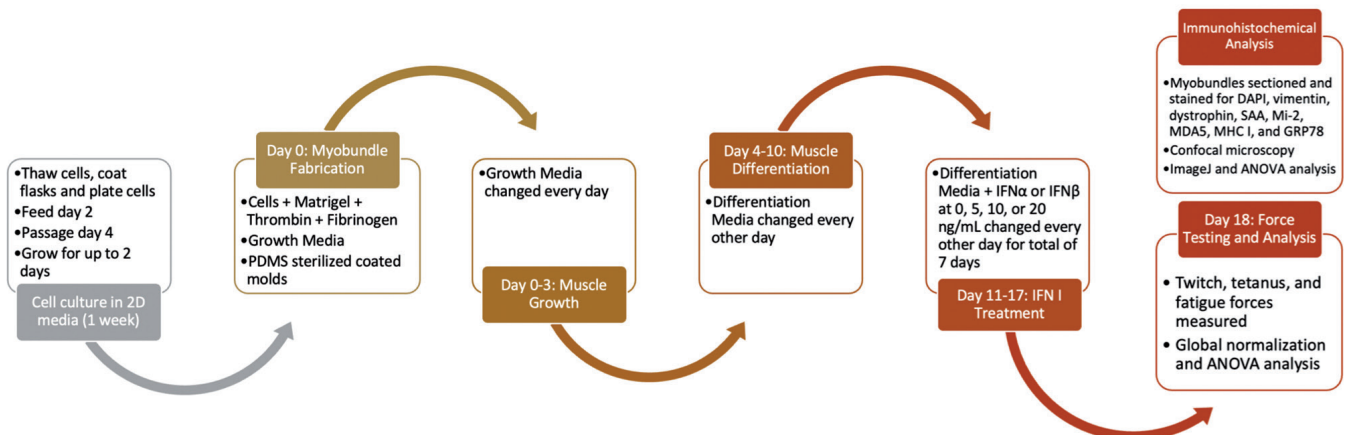 •Thaw cells, coat
flasks and plate cells
•Feed day 2
•Passage day 4
•Grow for up to 2
days
Cell culture in 2D
media (1 week)
Day 0: Myobundle
Fabrication
•Cells + Matrigel +
Thrombin + Fibrinogen
•Growth Media
•PDMS sterilized coated
molds
•Growth Media
changed every day
Day 0-3: Muscle
Growth
Day 4-10: Muscle
Differentiation
•Differentiation
Media changed every
other day
•Differentiation
Media + IFNα or IFNβ
at 0, 5, 10, or 20
ng/mL changed every
other day for total of
7 days
Day 11-17: IFN I
Treatment
Immunohistochemical
Analysis
•Myobundles sectioned and
stained for DAPI, vimentin,
dystrophin, SAA, Mi-2,
MDA5, MHC I, and GRP78
•Confocal microscopy
•ImageJ and ANOVA analysis
Day 18: Force
Testing and Analysis
• Twitch, tetanus, and
fatigue forces
measured
• Global normalization
and ANOVA analysis